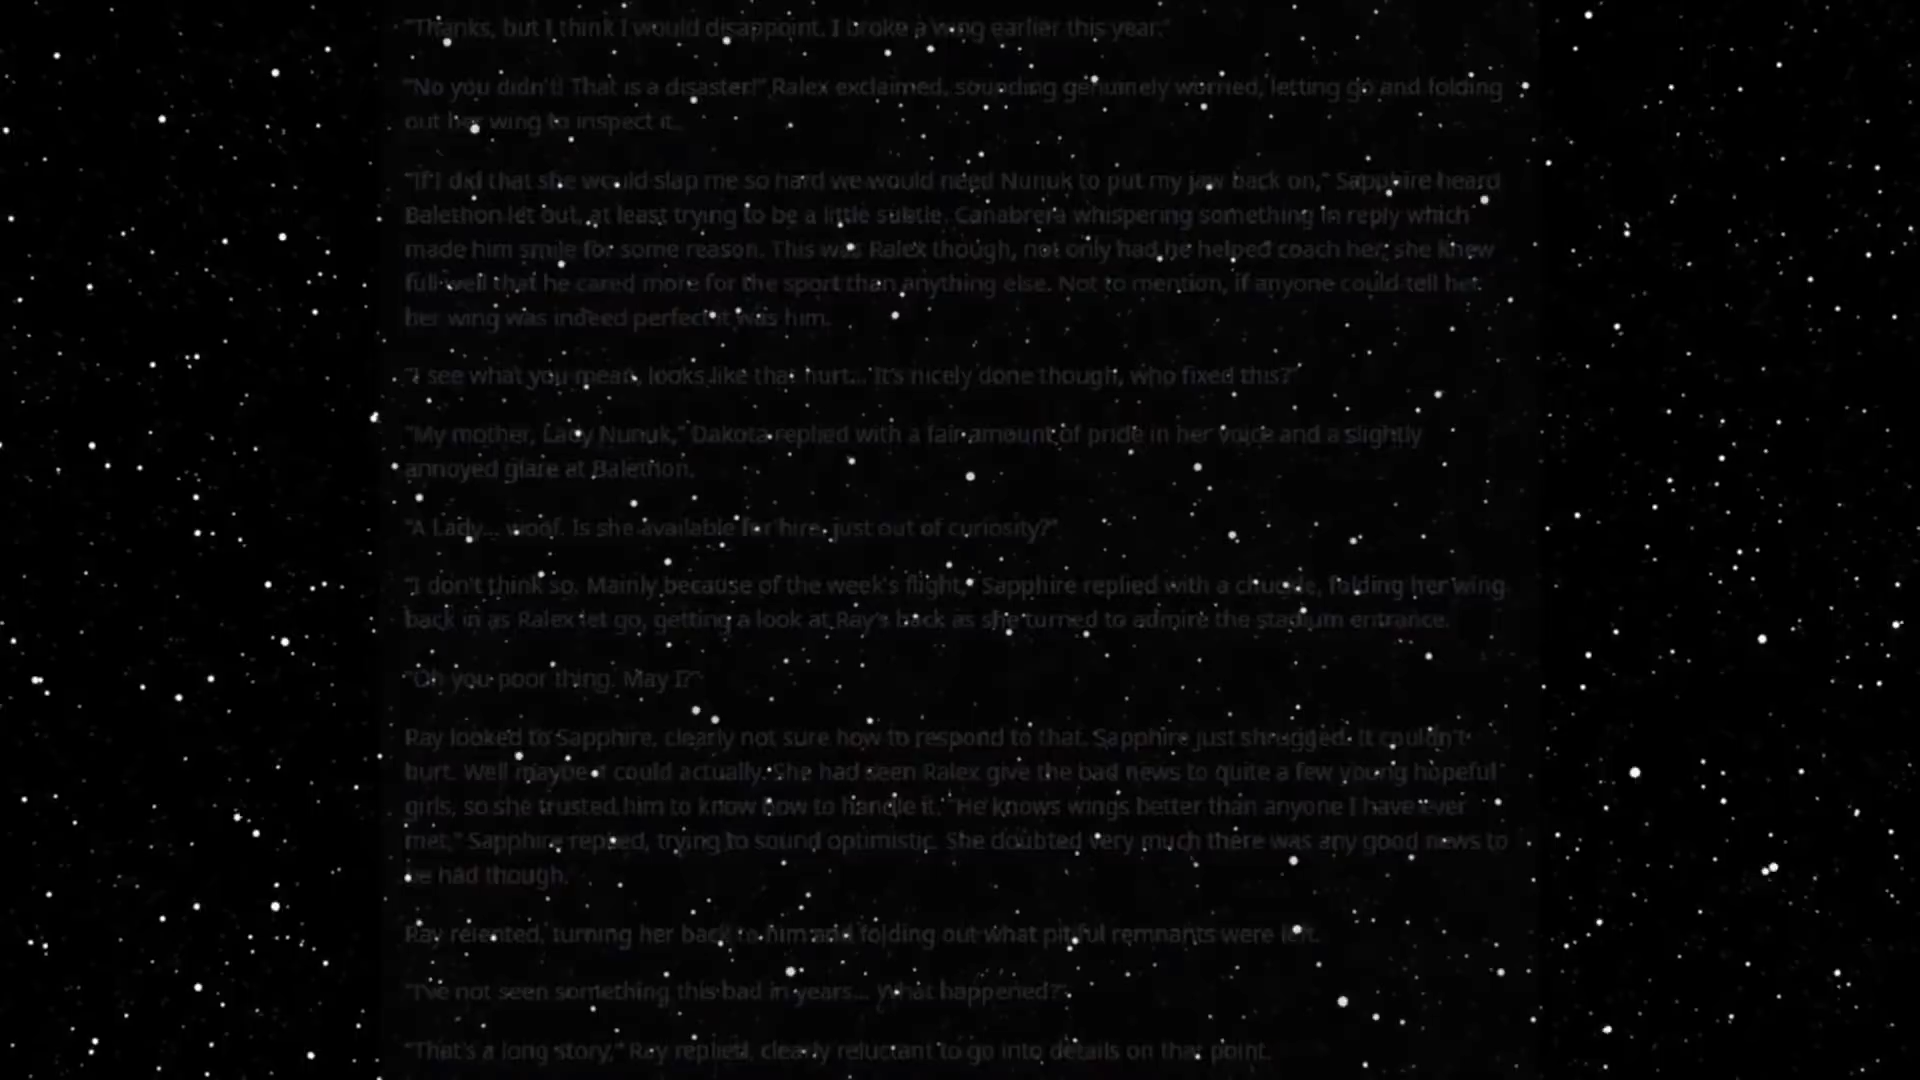 "Thanks, but I think I would disappoint. I broke a wing earlier this year."
"No you didn't! That is a disaster!" Ralex exclaimed, sounding genuinely worried, letting go and folding
out her wing to inspect it.
"If I did that she would slap me so hard we would need Nunuk to put my jaw back on," Sapphire heard
Balethon let out, at least trying to be a little subtle. Canabrera whispering something in reply which
made him smile for some reason. This was Ralex though, not only had he helped coach her, she knew
full well that he cared more for the sport than anything else. Not to mention, if anyone could tell her
her wing was indeed perfect it was him.
"I see what you mean, looks like that hurt... It's nicely done though, who fixed this?"
"My mother, Lady Nunuk," Dakota replied with a fair amount of pride in her voice and a slightly
annoyed glare at Balethon.
"A Lady... woof. Is she available for hire, just out of curiosity?"
"I don't think so. Mainly because of the week's flight," Sapphire replied with a chuckle, folding her wing
back in as Ralex let go, getting a look at Ray's back as she turned to admire the stadium entrance.
"Oh you poor thing. May I?"
Ray looked to Sapphire, clearly not sure how to respond to that. Sapphire just shrugged. It couldn't
hurt. Well maybe it could actually. She had seen Ralex give the bad news to quite a few young hopeful
girls, so she trusted him to know how to handle it. "He knows wings better than anyone I have ever
met," Sapphire replied, trying to sound optimistic. She doubted very much there was any good news to
be had though.
Ray relented, turning her back to him and folding out what pitiful remnants were left.
"I've not seen something this bad in years... What happened?"
"That's a long story," Ray replied, clearly reluctant to go into details on that point.